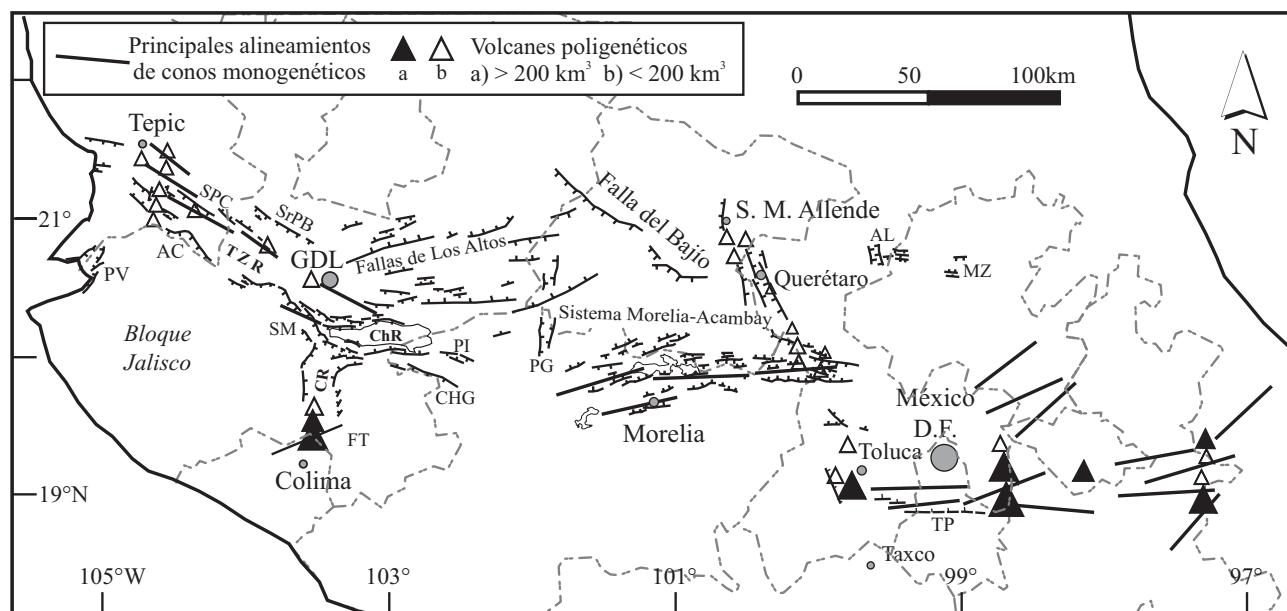 Principales alineamientos
de conos monogenéticos
a b
Volcanes poligenéticos
a) > 200 km³ b) < 200 km³
0 50 100km
N
Tepic
SPC
SrPB
21°
AC
T Z R
GDL
Fallas de Los Altos
Falla del Bajío
S. M. Allende
AL
MZ
Querétaro
PV
Bloque
Jalisco
SM
ChR
PI
Sistema Morelia-Acambay
PG
CR
CHG
FT
Morelia
México
D.F.
Toluca
Colima
19°N
TP
Taxco
105°W
103°
101°
99°
97°